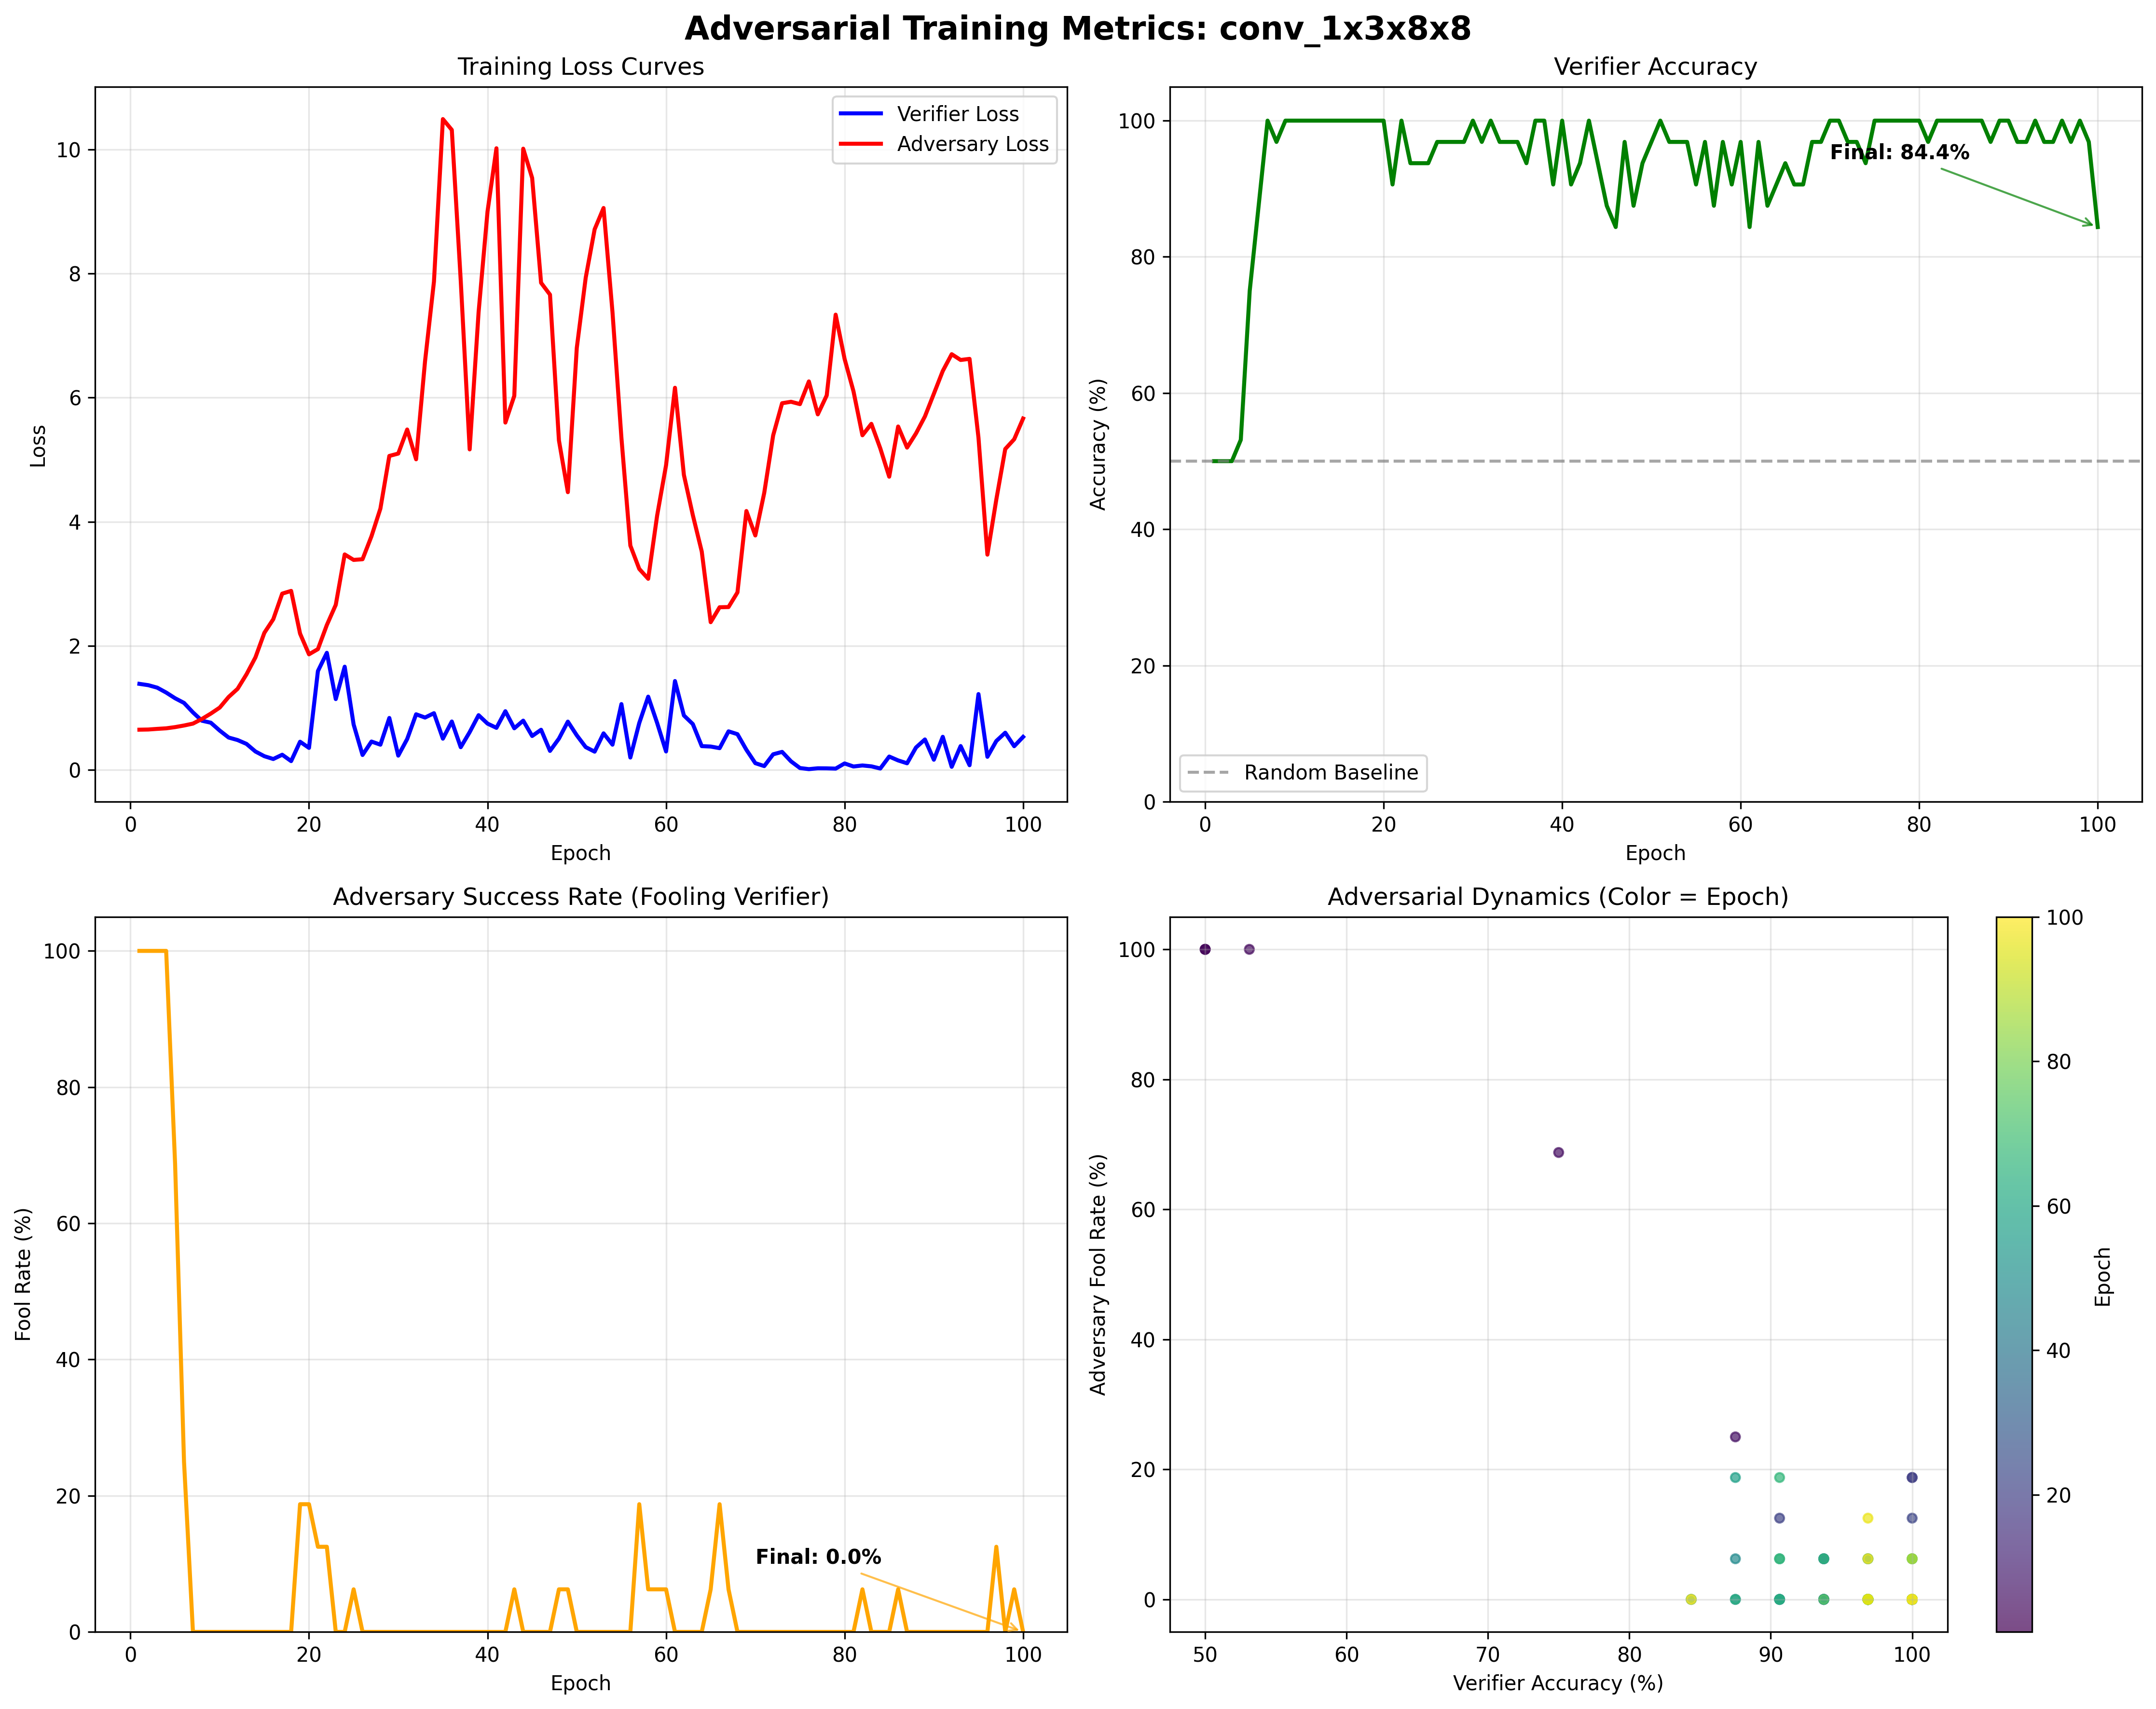 Adversarial Training Metrics: conv_1x3x8x8
Training Loss Curves
Loss
10
8
6
4
2
0
0 20 40 60 80 100
Epoch
Verifier Loss
Adversary Loss
Verifier Accuracy
Accuracy (%)
100
80
60
40
20
0
0 20 40 60 80 100
Epoch
Final: 84.4%
Random Baseline
Adversary Success Rate (Fooling Verifier)
Fool Rate (%)
100
80
60
40
20
0
0 20 40 60 80 100
Epoch
Final: 0.0%
Adversarial Dynamics (Color = Epoch)
Adversary Fool Rate (%)
100
80
60
40
20
0
50 60 70 80 90 100
Verifier Accuracy (%)
100
80
60
40
20
Epoch